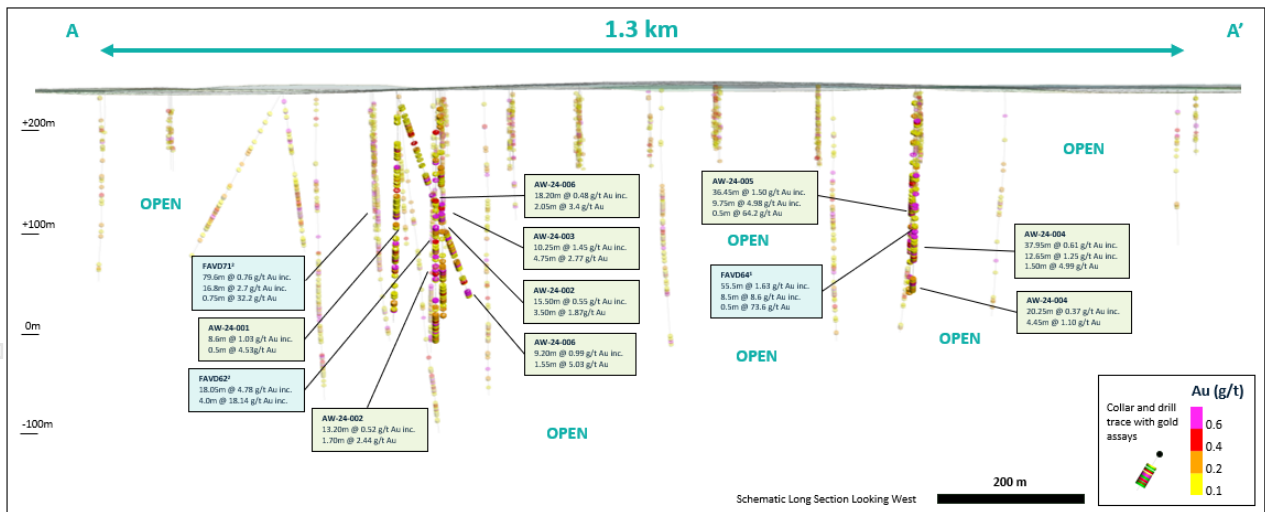 A
1.3 km
A'
+200m
+100m
0m
-100m
OPEN
OPEN
OPEN
OPEN
OPEN
OPEN
AW-24-006
18.20m @ 0.48 g/t Au inc.
2.05m @ 3.4 g/t Au
AW-24-003
10.25m @ 1.45 g/t Au inc.
4.75m @ 2.77 g/t Au
AW-24-002
15.50m @ 0.55 g/t Au inc.
3.50m @ 1.87g/t Au
AW-24-006
9.20m @ 0.99 g/t Au inc.
1.55m @ 5.03 g/t Au
FAVD71²
79.6m @ 0.76 g/t Au inc.
16.8m @ 2.7 g/t Au inc.
0.75m @ 32.2 g/t Au
AW-24-001
8.6m @ 1.03 g/t Au inc.
0.5m @ 4.53g/t Au
FAVD62²
18.05m @ 4.78 g/t Au inc.
4.0m @ 18.14 g/t Au inc.
AW-24-002
13.20m @ 0.52 g/t Au inc.
1.70m @ 2.44 g/t Au
AW-24-005
36.45m @ 1.50 g/t Au inc.
9.75m @ 4.98 g/t Au inc.
0.5m @ 64.2 g/t Au
FAVD64¹
55.5m @ 1.63 g/t Au inc.
8.5m @ 8.6 g/t Au inc.
0.5m @ 73.6 g/t Au
AW-24-004
37.95m @ 0.61 g/t Au inc.
12.65m @ 1.25 g/t Au inc.
1.50m @ 4.99 g/t Au
AW-24-004
20.25m @ 0.37 g/t Au inc.
4.45m @ 1.10 g/t Au
Schematic Long Section Looking West
200 m
Au (g/t)
Collar and drill
trace with gold
assays
0.6
0.4
0.2
0.1